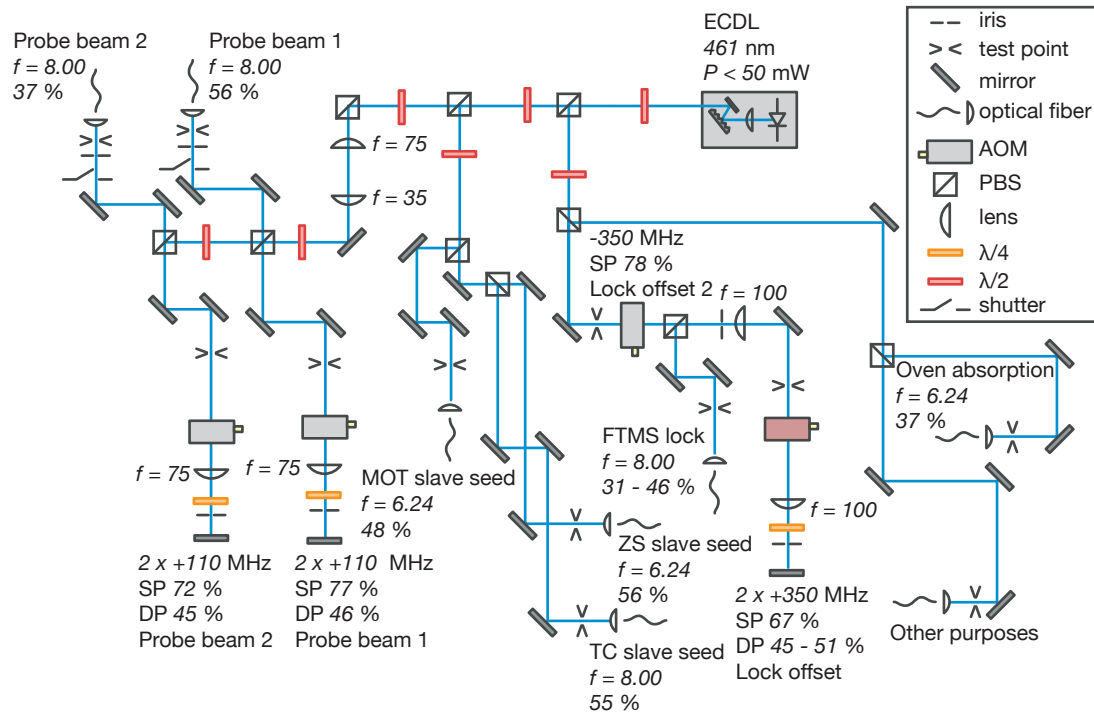 Probe beam 2
f = 8.00
37 %
Probe beam 1
f = 8.00
56 %
ECDL
461 nm
P < 50 mW
iris
test point
mirror
optical fiber
AOM
PBS
lens
λ/4
λ/2
shutter
f = 75
f = 35
-350 MHz
SP 78 %
Lock offset 2
f = 100
Oven absorption
f = 6.24
37 %
FTMS lock
f = 8.00
31 - 46 %
f = 75
f = 75
MOT slave seed
f = 6.24
48 %
f = 100
ZS slave seed
f = 6.24
56 %
2 x +110 MHz
SP 72 %
DP 45 %
Probe beam 2
2 x +110 MHz
SP 77 %
DP 46 %
Probe beam 1
2 x +350 MHz
SP 67 %
DP 45 - 51 %
Lock offset
Other purposes
TC slave seed
f = 8.00
55 %